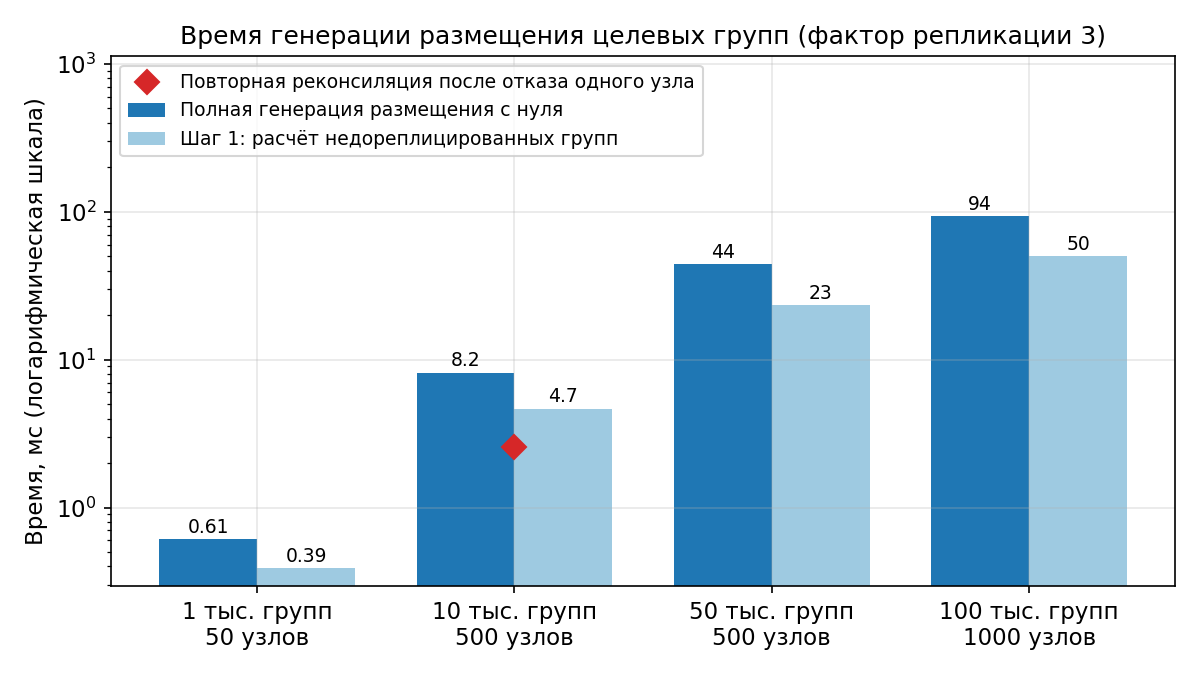 Время генерации размещения целевых групп (фактор репликации 3)
Время, мс (логарифмическая шкала)
10³
10²
10¹
10⁰
Повторная реконсиляция после отказа одного узла
Полная генерация размещения с нуля
Шаг 1: расчёт недореплицированных групп
0.61
0.39
8.2
4.7
44
23
94
50
1 тыс. групп
50 узлов
10 тыс. групп
500 узлов
50 тыс. групп
500 узлов
100 тыс. групп
1000 узлов